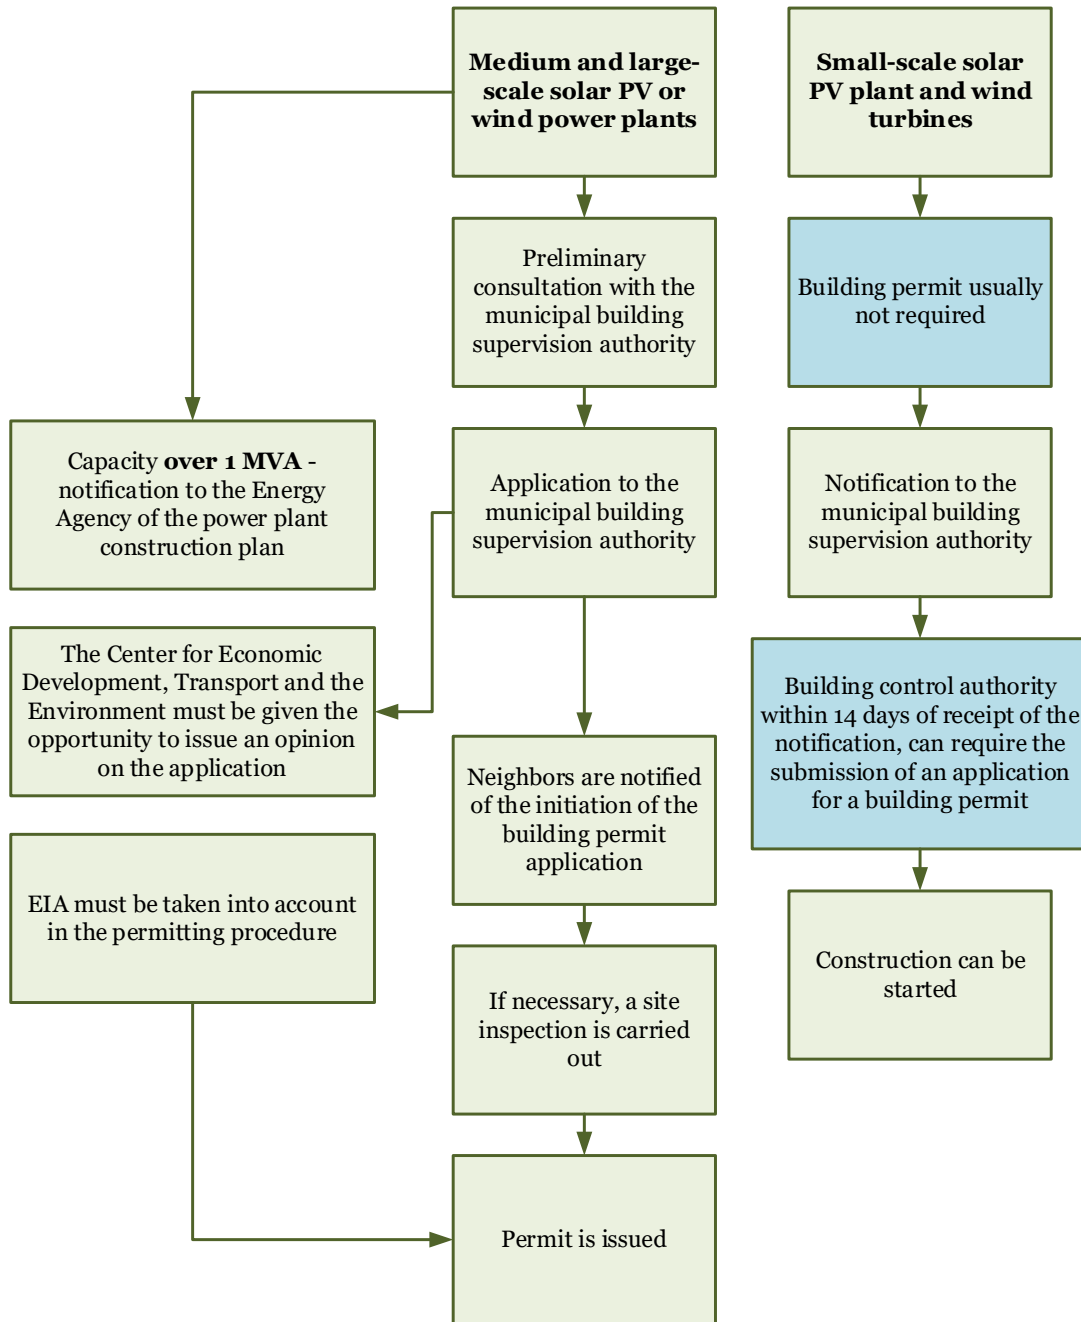 Medium and large-
scale solar PV or
wind power plants
Small-scale solar
PV plant and wind
turbines
Preliminary
consultation with the
municipal building
supervision authority
Building permit usually
not required
Capacity over 1 MVA -
notification to the Energy
Agency of the power plant
construction plan
Application to the
municipal building
supervision authority
Notification to the
municipal building
supervision authority
The Center for Economic
Development, Transport and the
Environment must be given the
opportunity to issue an opinion
on the application
Neighbors are notified
of the initiation of the
building permit
application
Building control authority
within 14 days of receipt of the
notification, can require the
submission of an application
for a building permit
EIA must be taken into account
in the permitting procedure
If necessary, a site
inspection is carried
out
Construction can be
started
Permit is issued